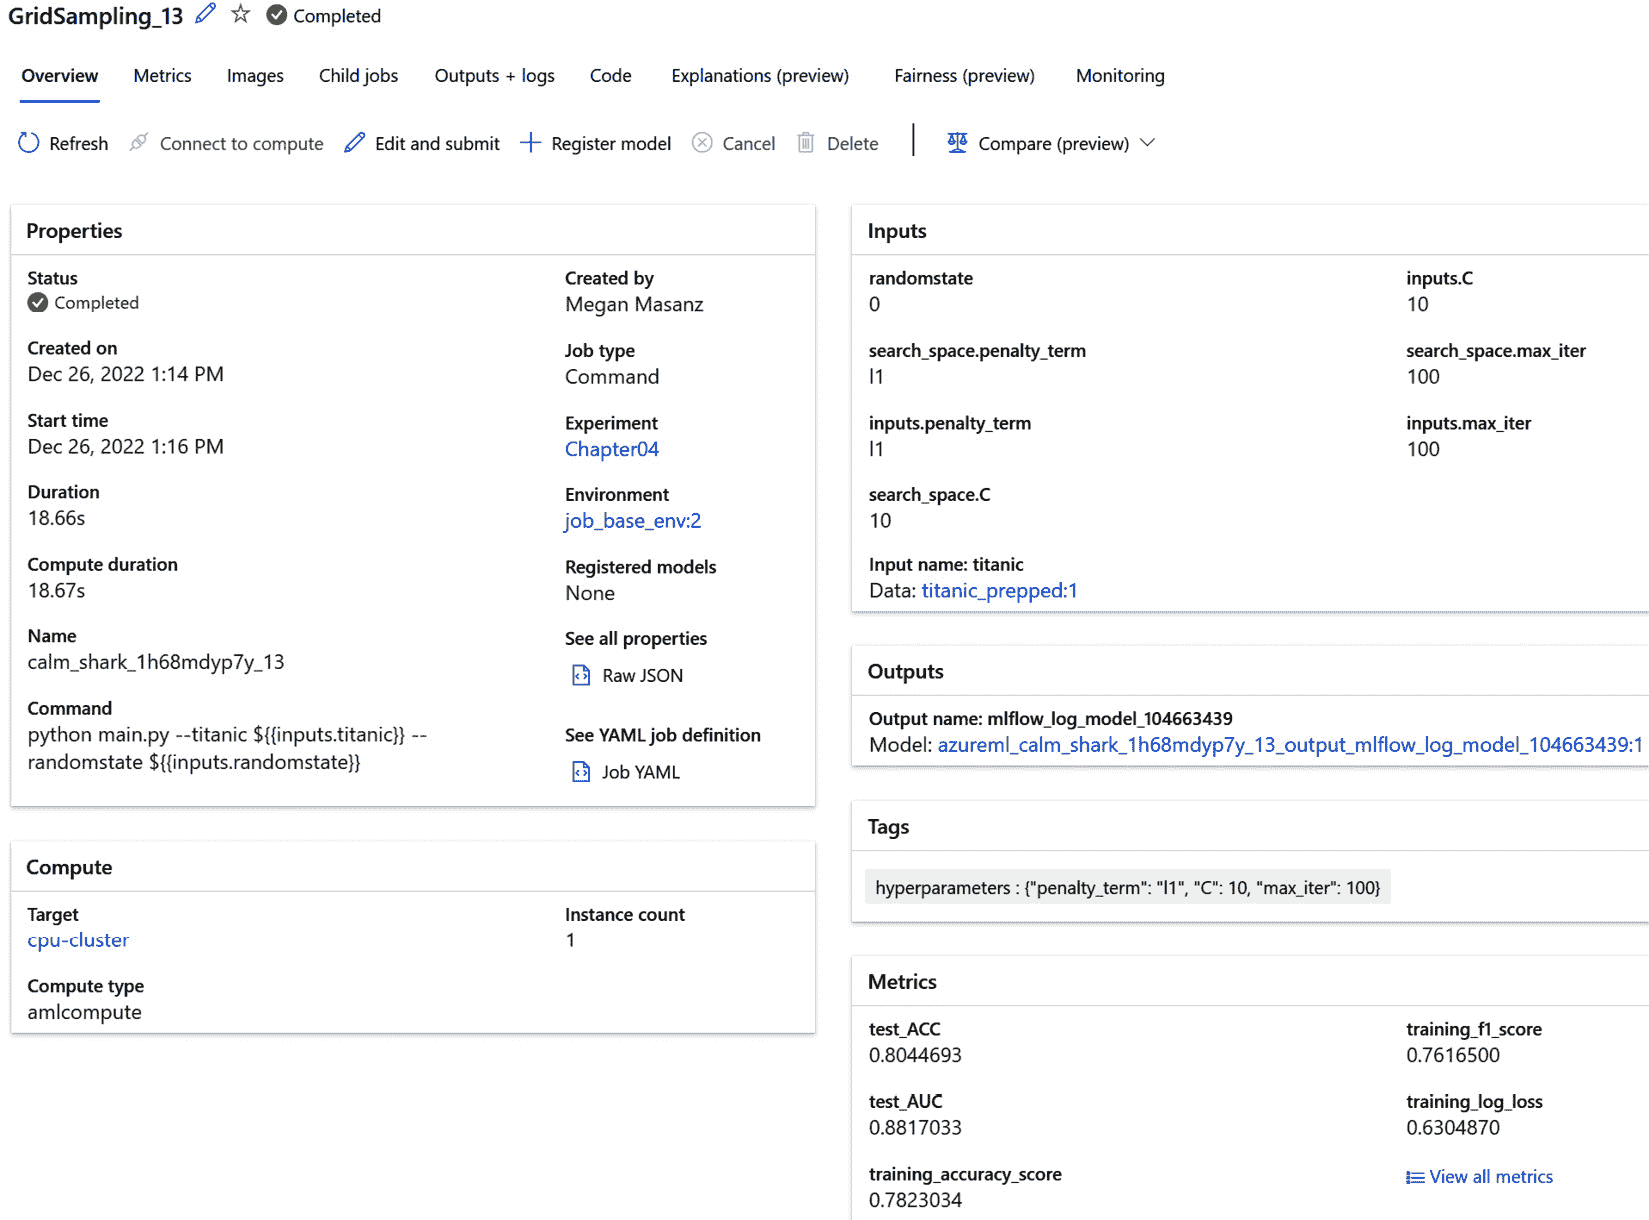 GridSampling_13 Completed
Overview Metrics Images Child jobs Outputs + logs Code Explanations (preview) Fairness (preview) Monitoring
Refresh Connect to compute Edit and submit Register model Cancel Delete Compare (preview)
Properties
Status
Completed
Created on
Dec 26, 2022 1:14 PM
Start time
Dec 26, 2022 1:16 PM
Duration
18.66s
Compute duration
18.67s
Name
calm_shark_1h68mdyp7y_13
Command
python main.py --titanic ${{inputs.titanic}} --
randomstate ${{inputs.randomstate}}
Created by
Megan Masanz
Job type
Command
Experiment
Chapter04
Environment
job_base_env:2
Registered models
None
See all properties
Raw JSON
See YAML job definition
Job YAML
Compute
Target
cpu-cluster
Compute type
amlcompute
Instance count
1
Inputs
randomstate
0
search_space.penalty_term
l1
inputs.penalty_term
l1
search_space.C
10
Input name: titanic
Data: titanic_prepped:1
inputs.C
10
search_space.max_iter
100
inputs.max_iter
100
Outputs
Output name: mlflow_log_model_104663439
Model: azureml_calm_shark_1h68mdyp7y_13_output_mlflow_log_model_104663439:1
Tags
hyperparameters : {"penalty_term": "l1", "C": 10, "max_iter": 100}
Metrics
test_ACC
0.8044693
test_AUC
0.8817033
training_accuracy_score
0.7823034
training_f1_score
0.7616500
training_log_loss
0.6304870
View all metrics